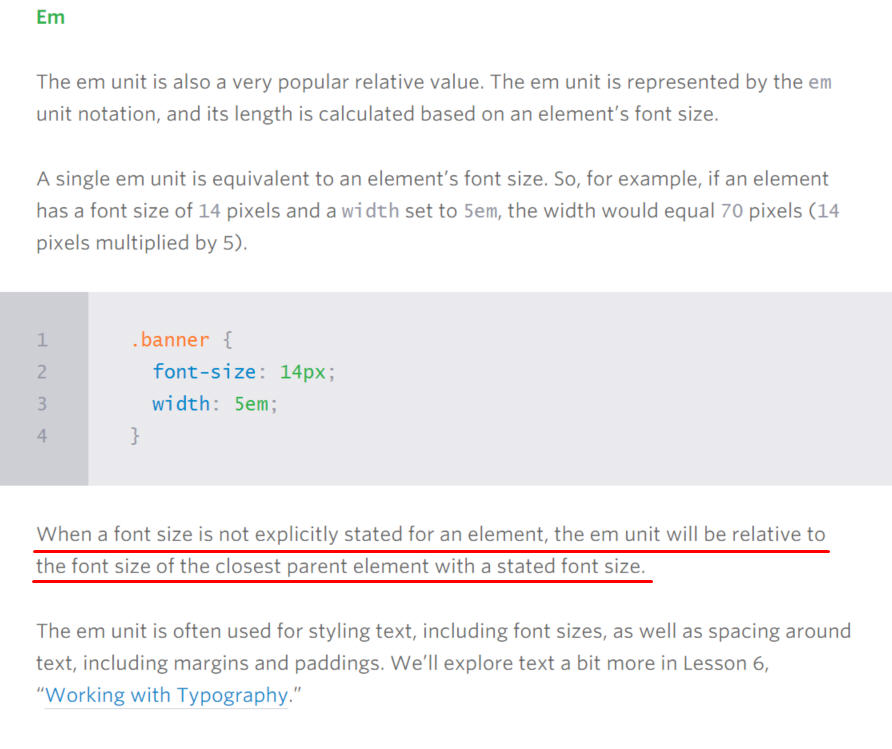 Em
The em unit is also a very popular relative value. The em unit is represented by the em
unit notation, and its length is calculated based on an element’s font size.
A single em unit is equivalent to an element’s font size. So, for example, if an element
has a font size of 14 pixels and a width set to 5em, the width would equal 70 pixels (14
pixels multiplied by 5).
1 .banner {
2 font-size: 14px;
3 width: 5em;
4 }
When a font size is not explicitly stated for an element, the em unit will be relative to
the font size of the closest parent element with a stated font size.
The em unit is often used for styling text, including font sizes, as well as spacing around
text, including margins and paddings. We’ll explore text a bit more in Lesson 6,
“Working with Typography.”